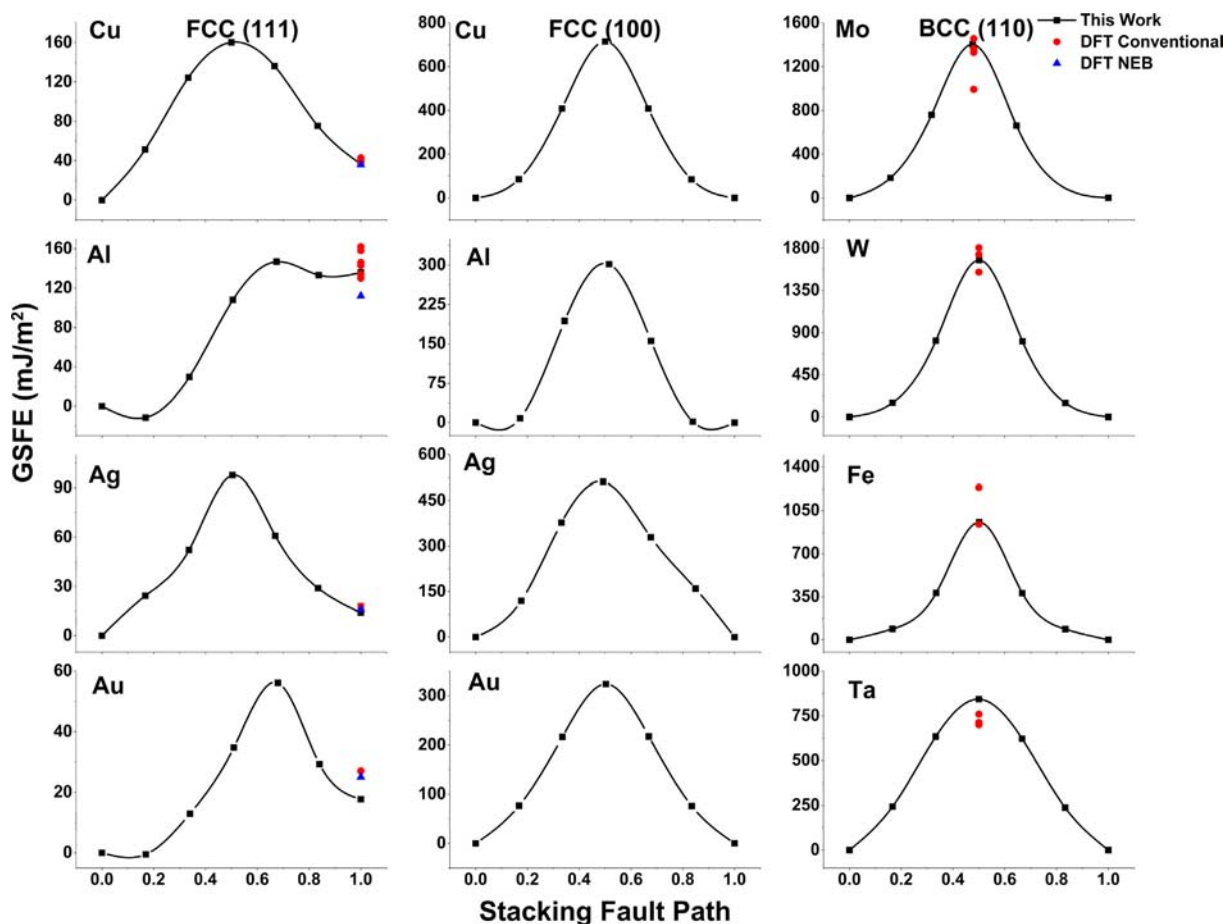 Cu FCC (111)
160
120
80
40
0
Cu FCC (100)
800
600
400
200
0
Mo BCC (110)
1600
1200
800
400
0
This Work
DFT Conventional
DFT NEB
Al
160
120
80
40
0
Al
300
225
150
75
0
W
1800
1350
900
450
0
Ag
90
60
30
0
Ag
600
450
300
150
0
Fe
1400
1050
700
350
0
Au
60
40
20
0
Au
300
200
100
0
Ta
1000
750
500
250
0
0.0 0.2 0.4 0.6 0.8 1.0
0.0 0.2 0.4 0.6 0.8 1.0
0.0 0.2 0.4 0.6 0.8 1.0
GSFE (mJ/m²)
Stacking Fault Path